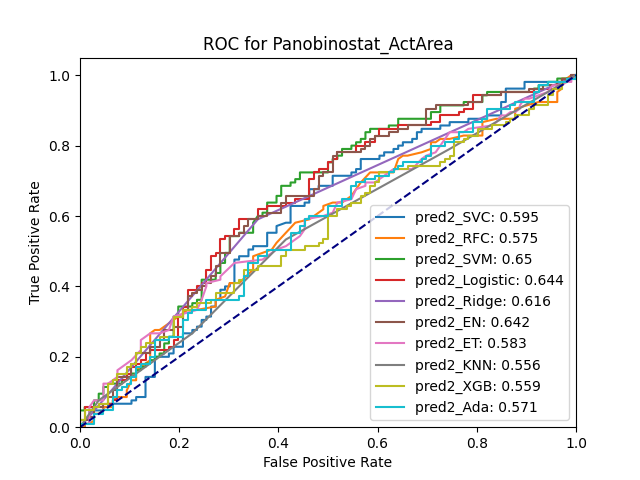 ROC for Panobinostat_ActArea
1.0
0.8
0.6
0.4
0.2
0.0
True Positive Rate
pred2_SVC: 0.595
pred2_RFC: 0.575
pred2_SVM: 0.65
pred2_Logistic: 0.644
pred2_Ridge: 0.616
pred2_EN: 0.642
pred2_ET: 0.583
pred2_KNN: 0.556
pred2_XGB: 0.559
pred2_Ada: 0.571
0.0 0.2 0.4 0.6 0.8 1.0
False Positive Rate